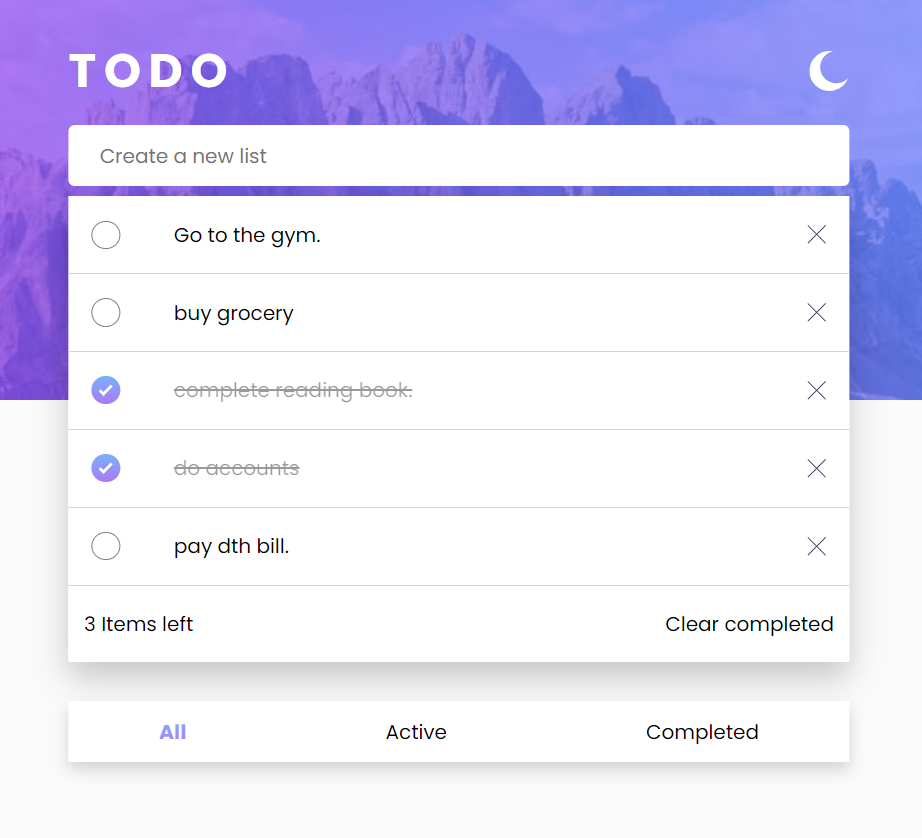 TODO
Create a new list
Go to the gym.
buy grocery
complete reading book.
do accounts
pay dth bill.
3 Items left Clear completed
All Active Completed